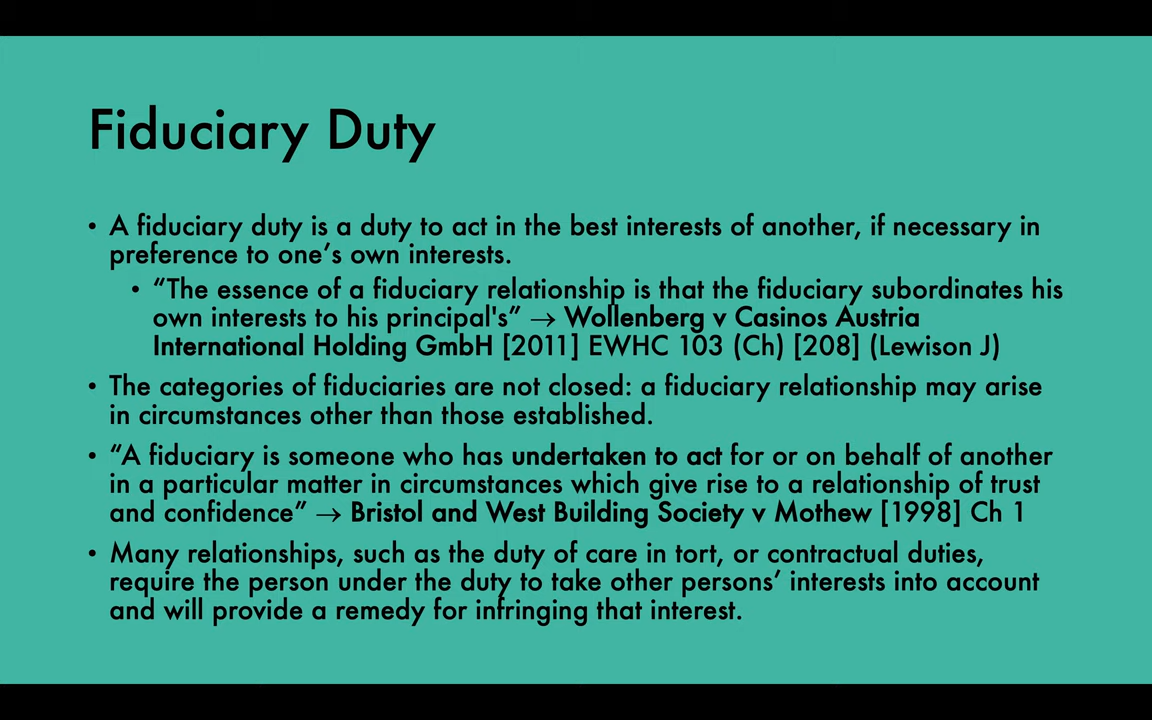 Fiduciary Duty
• A fiduciary duty is a duty to act in the best interests of another, if necessary in
preference to one’s own interests.
• “The essence of a fiduciary relationship is that the fiduciary subordinates his
own interests to his principal's” → Wollenberg v Casinos Austria
International Holding GmbH [2011] EWHC 103 (Ch) [208] (Lewison J)
• The categories of fiduciaries are not closed: a fiduciary relationship may arise
in circumstances other than those established.
• “A fiduciary is someone who has undertaken to act for or on behalf of another
in a particular matter in circumstances which give rise to a relationship of trust
and confidence” → Bristol and West Building Society v Mothew [1998] Ch 1
• Many relationships, such as the duty of care in tort, or contractual duties,
require the person under the duty to take other persons’ interests into account
and will provide a remedy for infringing that interest.